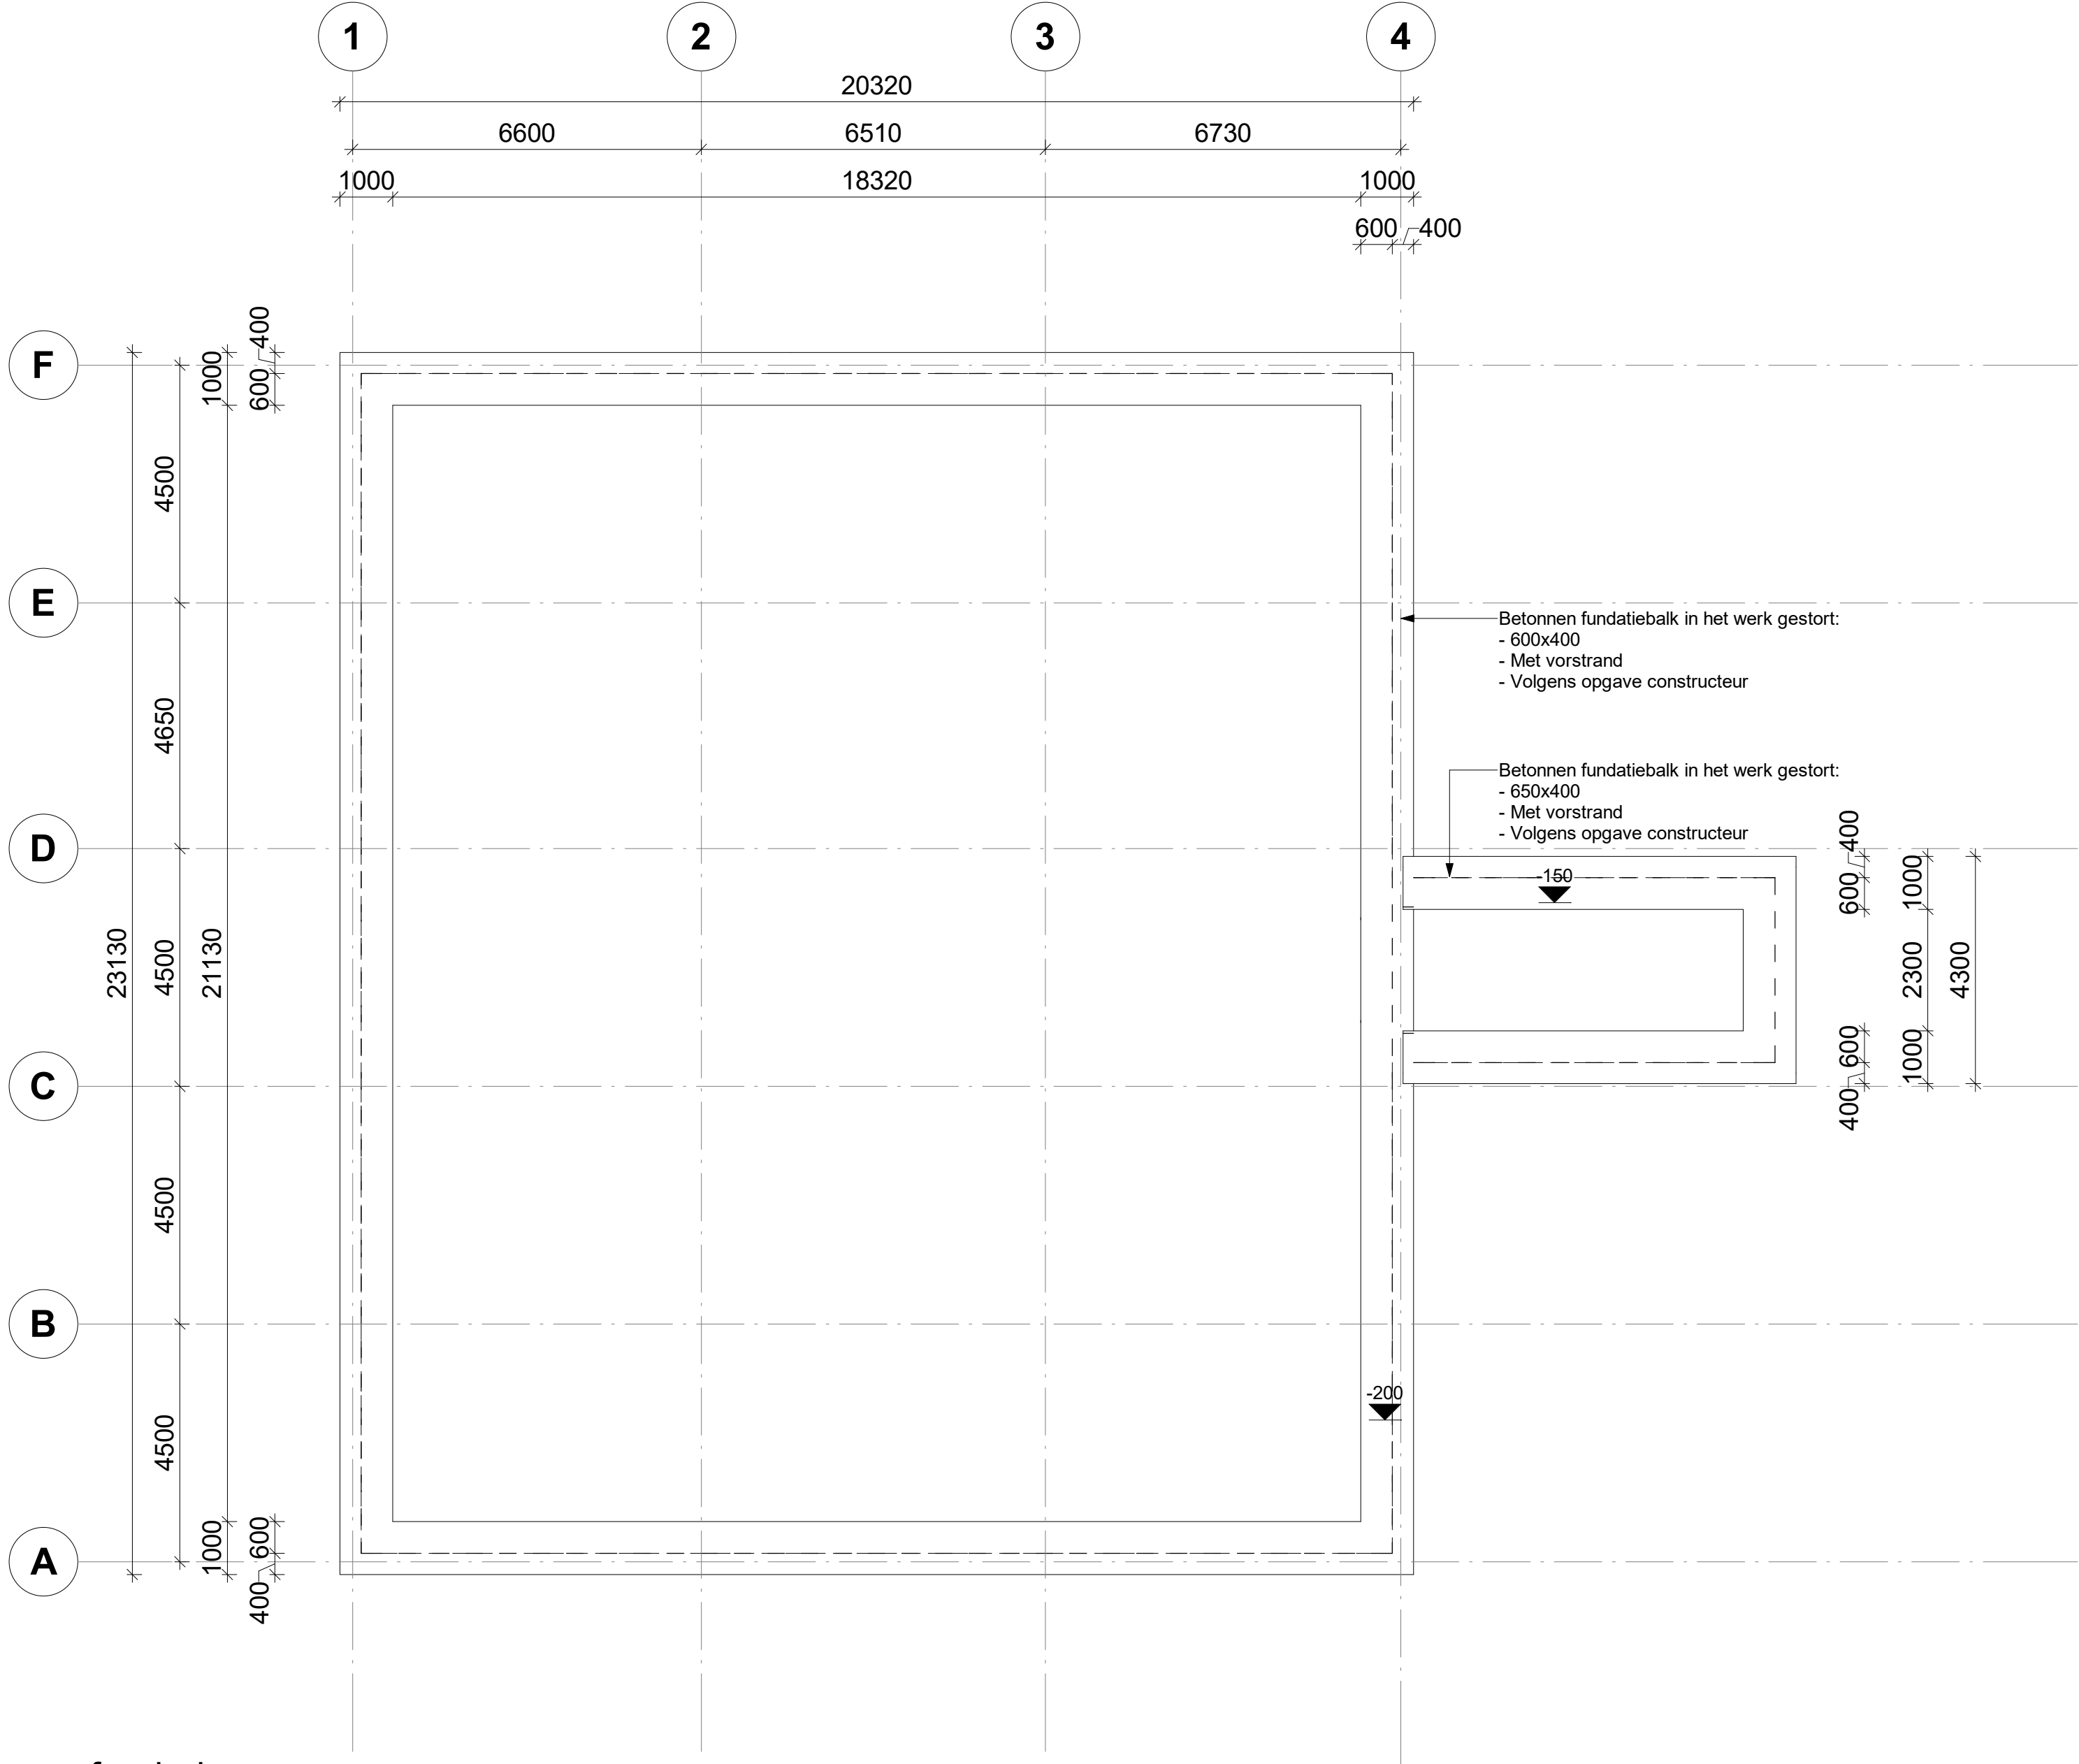 1
2
3
4
20320
6600
6510
6730
1000
18320
1000
600
400
F
E
D
C
B
A
400
1000
600
4500
4650
23130
4500
21130
4500
4500
1000
600
400
Betonnen fundatiebalk in het werk gestort:
- 600x400
- Met vorstrand
- Volgens opgave constructeur
Betonnen fundatiebalk in het werk gestort:
- 650x400
- Met vorstrand
- Volgens opgave constructeur
-150
400
600
1000
2300
4300
600
1000
400
-200